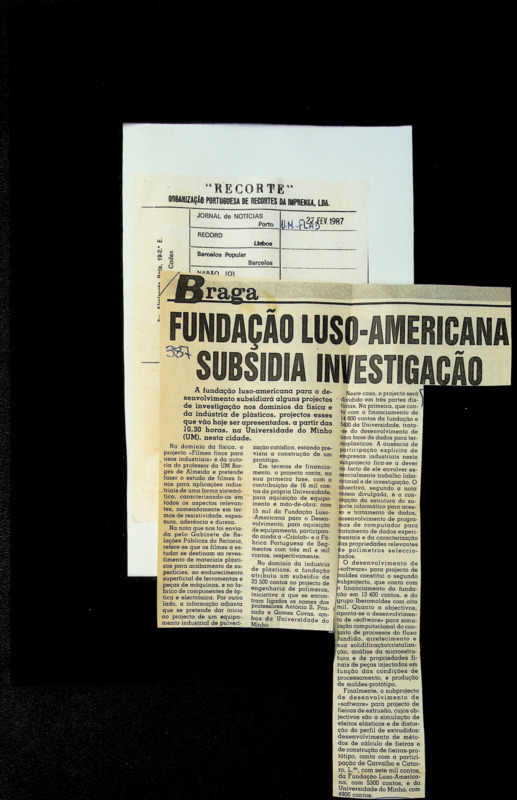 "RECORTE"
ORGANIZAÇÃO PORTUGUESA DE RECORTES DA IMPRENSA, LDA.
JORNAL de NOTÍCIAS
Porto
27 FEV. 1987
U.M-FLAD
RECORD
Lisboa
Barcelos Popular
Barcelos
19-2.º E.
Codex
Braga
FUNDAÇÃO LUSO-AMERICANA
SUBSIDIA INVESTIGAÇÃO
387
A fundação luso-americana para o de-
senvolvimento subsidiará alguns projectos
de investigação nos domínios da física e
da indústria de plásticos, projectos esses
que vão hoje ser apresentados, a partir das
10,30 horas, na Universidade do Minho
(UM), nesta cidade.
No domínio da física, o
projecto «Filmes finos para
usos industriais» é da auto-
ria do professor da UM Bor-
ges de Almeida e pretende
fazer o estudo de filmes fi-
nos para aplicações indus-
triais de uma forma sistemá-
tica, caracterizando-os em
todos os aspectos relevan-
tes, nomeadamente em ter-
mos de resistividade, espes-
sura, aderência e dureza.
Na nota que nos foi envia-
da pelo Gabinete de Re-
lações Públicas da Reitoria,
refere-se que os filmes a es-
tudar se destinam ao reves-
timento de materiais plásti-
cos para acabamento de su-
perfícies, ao endurecimento
superficial de ferramentas e
peças de máquinas, e no fa-
brico de componentes de óp-
tica e electrónica. Por outro
lado, a informação adianta
que se pretende dar início
ao projecto de um equipa-
mento industrial de pulveri-
zação catódica, estando pre-
vista a construção de um
protótipo.
Em termos de financia-
mento, o projecto conta, na
sua primeira fase, com a
contribuição de 16 mil contos
da própria Universidade,
para aquisição de equipa-
mento e mão-de-obra; com
15 mil da Fundação Luso-
-Americana para o Desen-
volvimento, para aquisição
de equipamento, participan-
do ainda a «Criolab» e a Fá-
brica Portuguesa de Seg-
mentos com três mil e mil
contos, respectivamente.
No domínio da indústria
de plásticos, a fundação
atribuiu um subsídio de
33 500 contos ao projecto de
engenharia de polímeros,
iniciativa a que se encon-
tram ligados os nomes dos
professores António S. Pou-
zada e Gomes Covas, am-
bos da Universidade do
Minho.
Neste caso, o projecto será
dividido em três partes dis-
tintas. Na primeira, que con-
ta com o financiamento de
14 800 contos da fundação e
5400 da Universidade, trata-
-se do desenvolvimento de
uma base de dados para ter-
moplásticos. A ausência de
participação explícita de
empresas industriais neste
subprojecto fica-se a dever
ao facto de ele envolver es-
sencialmente trabalho labo-
ratorial e de investigação. O
objectivo, segundo a nota
ontem divulgada, é a con-
cepção da estrutura do su-
porte informático para aces-
so e tratamento de dados,
desenvolvimento de progra-
mas de computador para
tratamento de dados experi-
mentais e da caracterização
das propriedades relevantes
de polímeros seleccio-
nados.
O desenvolvimento de
«software» para projecto de
moldes constitui o segundo
subprojecto, que conta com
o financiamento da funda-
ção em 13 400 contos, e do
grupo Iberomoldes com oito
mil. Quanto a objectivos,
aponta-se o desenvolvimen-
to de «software» para simu-
lação computacional do con-
junto de processos do fluxo
fundido, arrefecimento e
sua solidificação/cristaliza-
ção, análise da microestru-
tura e de propriedades fi-
nais de peças injectadas em
função das condições de
processamento, e produção
de moldes-protótipo.
Finalmente, o subprojecto
de desenvolvimento de
«software» para projecto de
fieiras de extrusão, cujos ob-
jectivos são a simulação de
efeitos elásticos e de distor-
ção do perfil de extrudidos;
desenvolvimento de méto-
dos de cálculo de fieiras e
de construção de fieiras-pro-
tótipo, conta com a partici-
pação de Carvalho e Catar-
ro, L.da, com sete mil contos,
da Fundação Luso-America-
na, com 5300 contos, e da
Universidade do Minho, com
4900 contos.